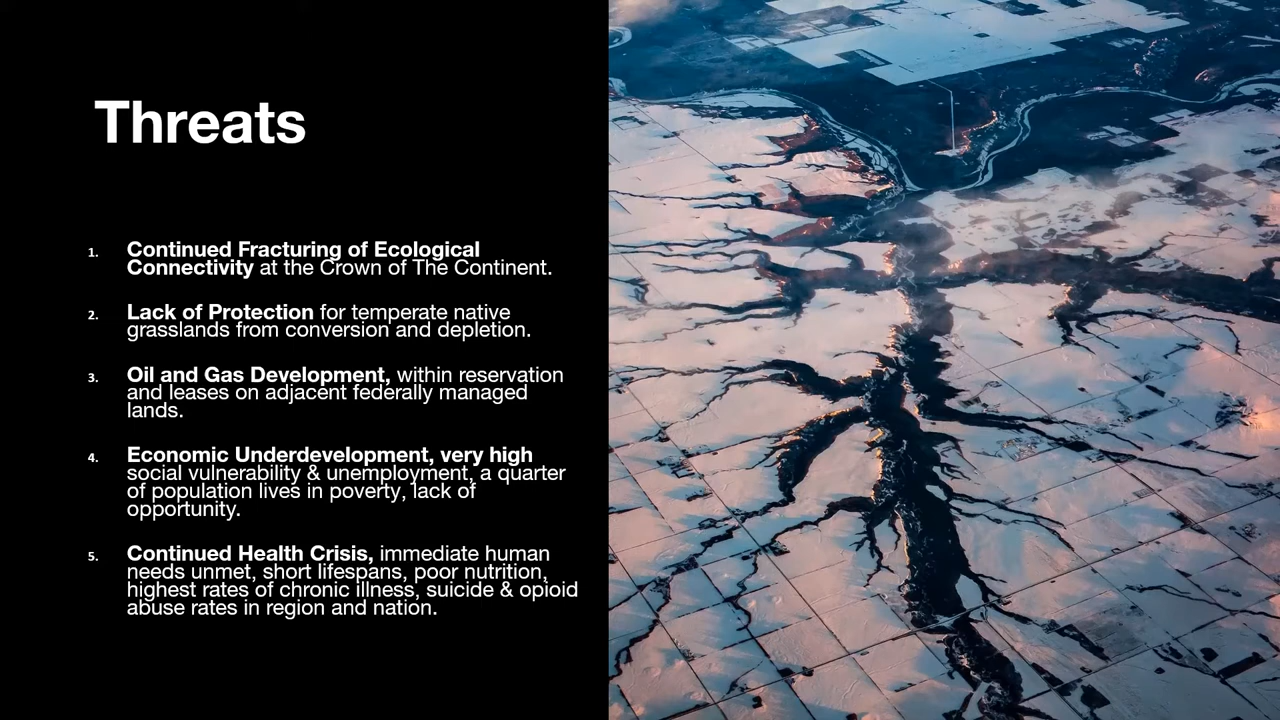 Threats
1. Continued Fracturing of Ecological
Connectivity at the Crown of The Continent.
2. Lack of Protection for temperate native
grasslands from conversion and depletion.
3. Oil and Gas Development, within reservation
and leases on adjacent federally managed
lands.
4. Economic Underdevelopment, very high
social vulnerability & unemployment, a quarter
of population lives in poverty, lack of
opportunity.
5. Continued Health Crisis, immediate human
needs unmet, short lifespans, poor nutrition,
highest rates of chronic illness, suicide & opioid
abuse rates in region and nation.